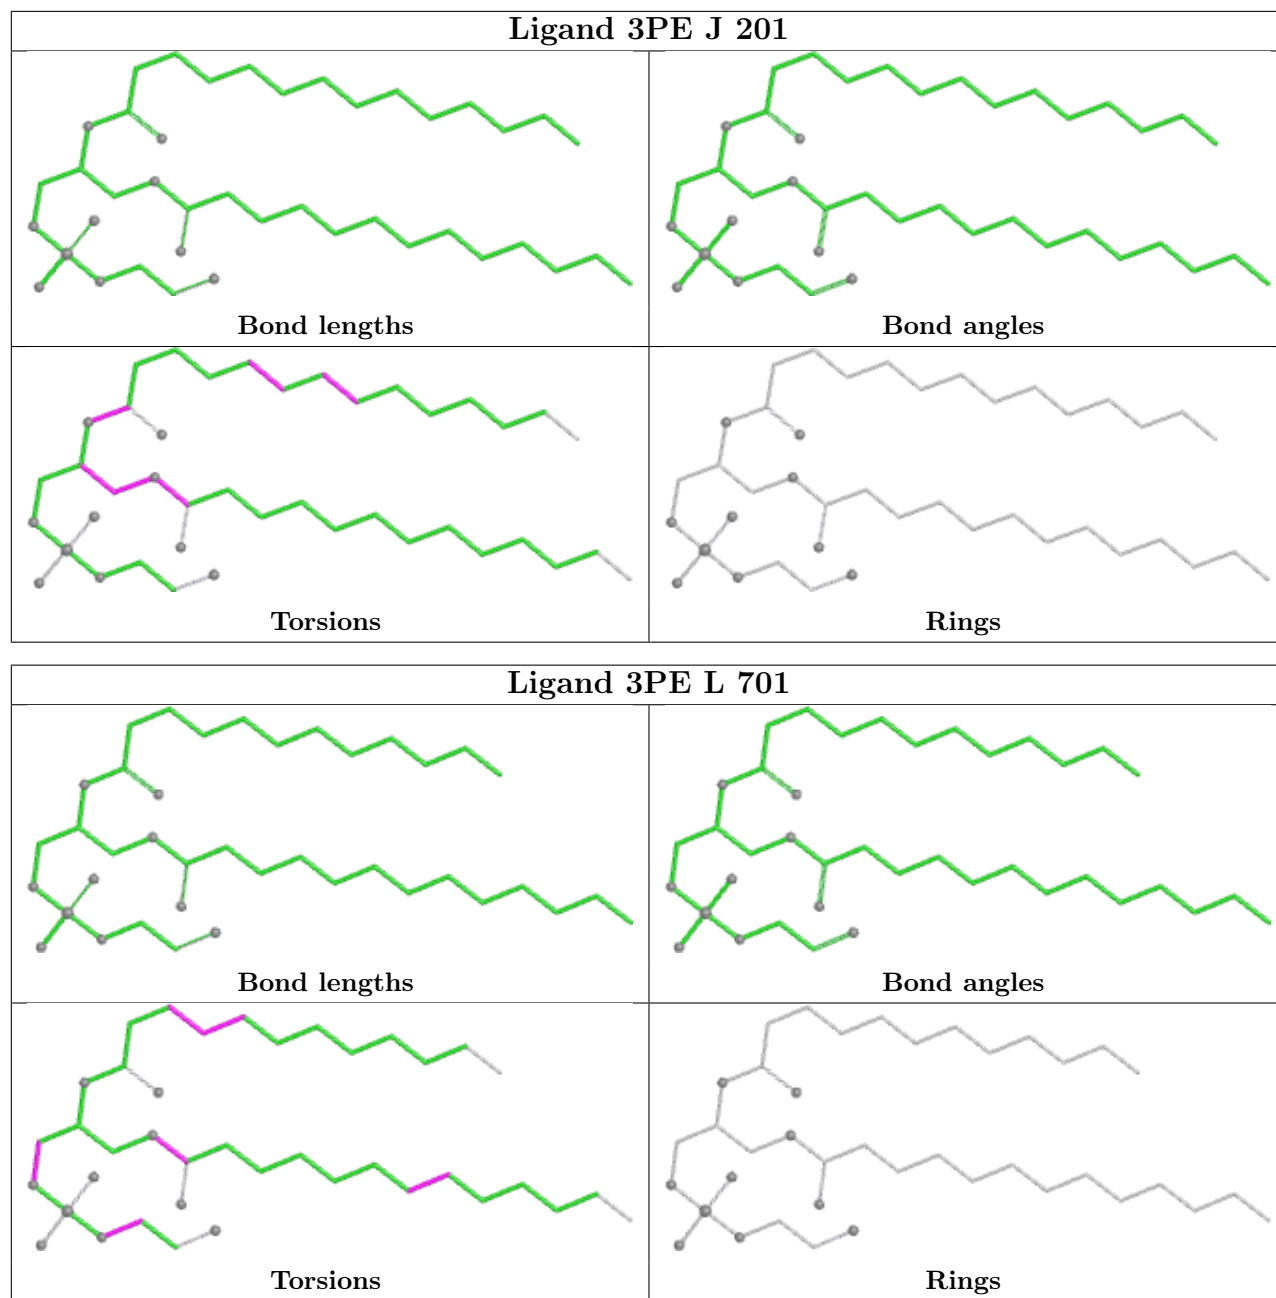 Ligand 3PE J 201
Bond lengths
Bond angles
Torsions
Rings
Ligand 3PE L 701
Bond lengths
Bond angles
Torsions
Rings